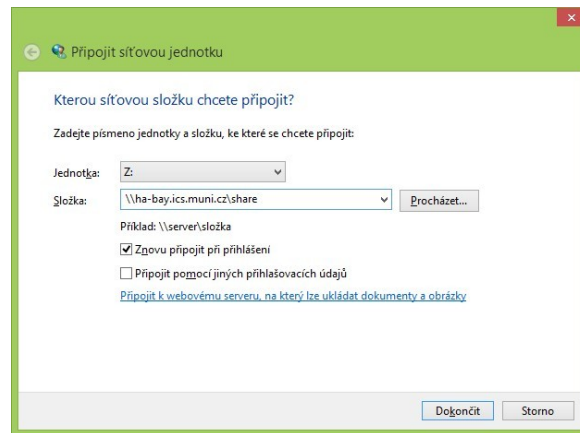 Připojit síťovou jednotku
Kterou síťovou složku chcete připojit?
Zadejte písmeno jednotky a složku, ke které se chcete připojit:
Jednotka: Z:
Složka: \\ha-bay.ics.muni.cz\share Procházet...
Příklad: \\server\složka
Znovu připojit při přihlášení
Připojit pomocí jiných přihlašovacích údajů
Připojit k webovému serveru, na který lze ukládat dokumenty a obrázky
Dokončit Storno